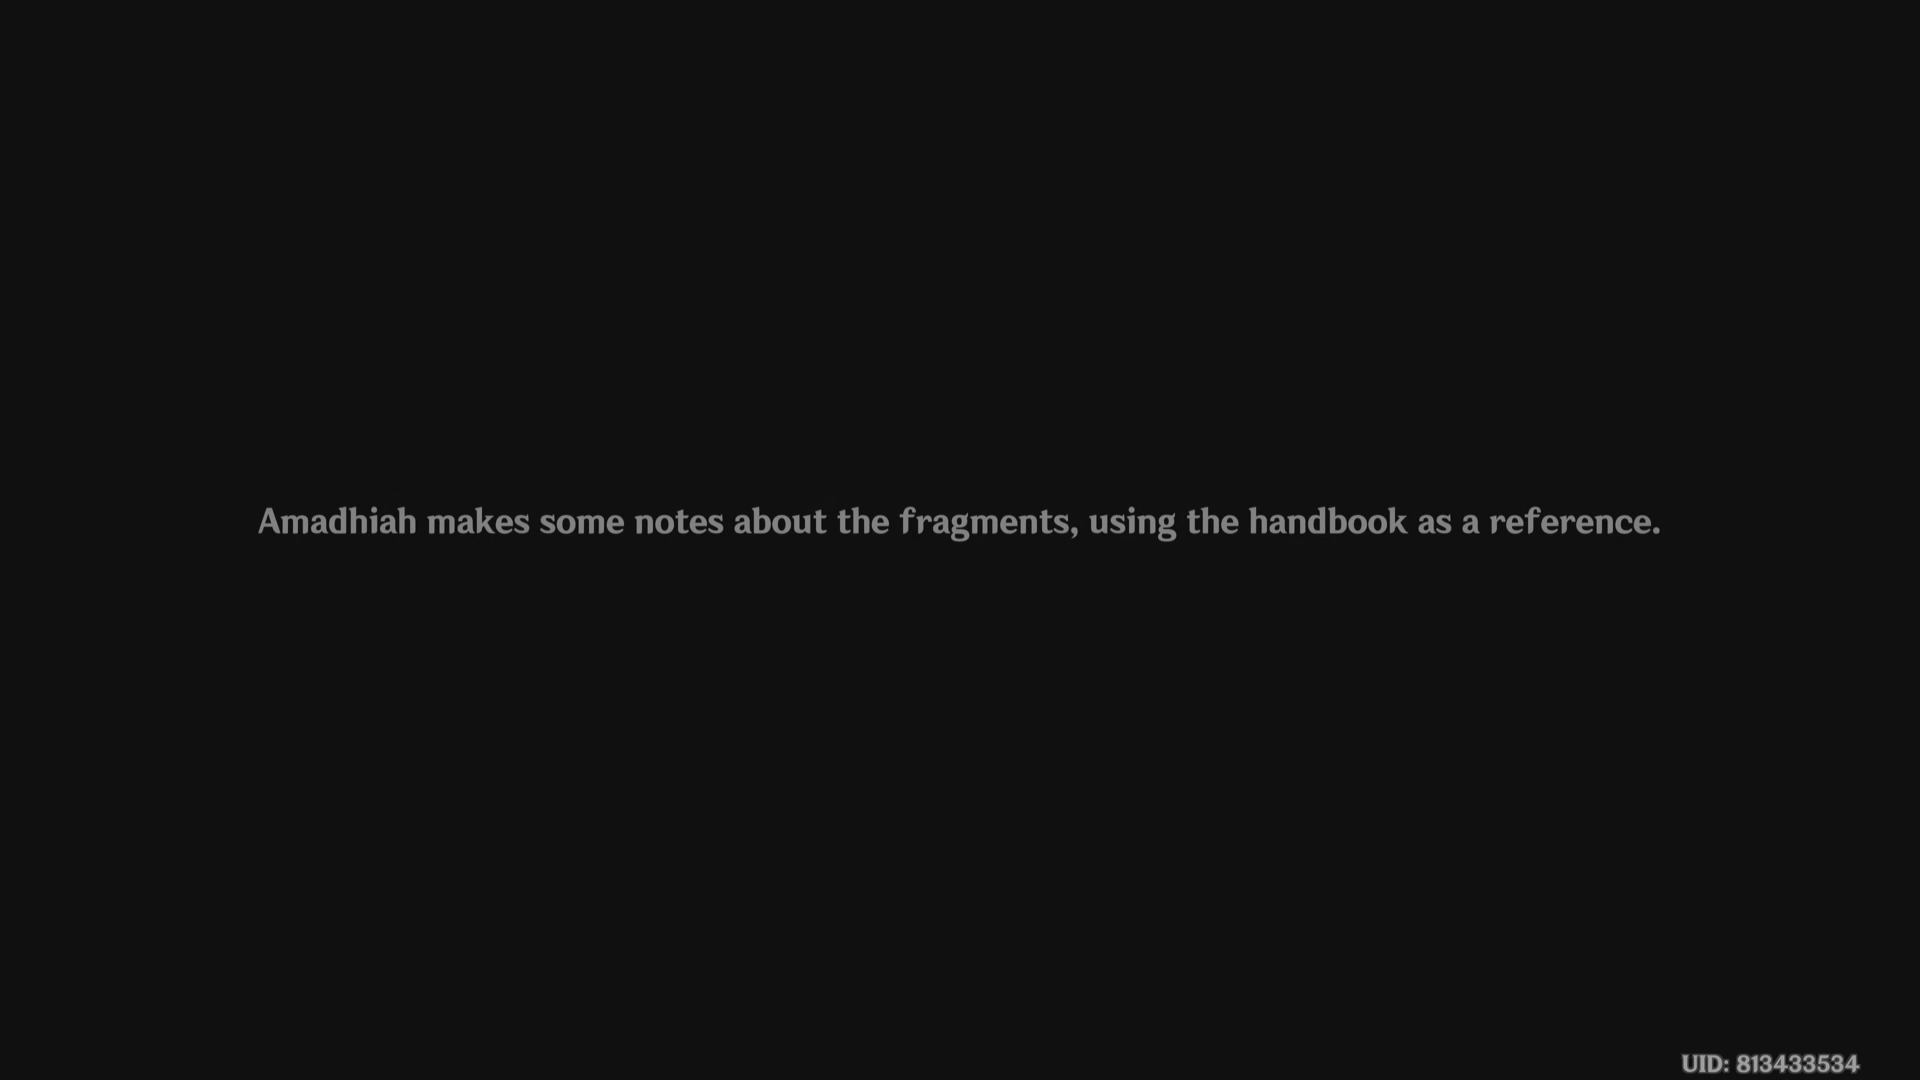 Amadhiah makes some notes about the fragments, using the handbook as a reference.
UID: 813433534